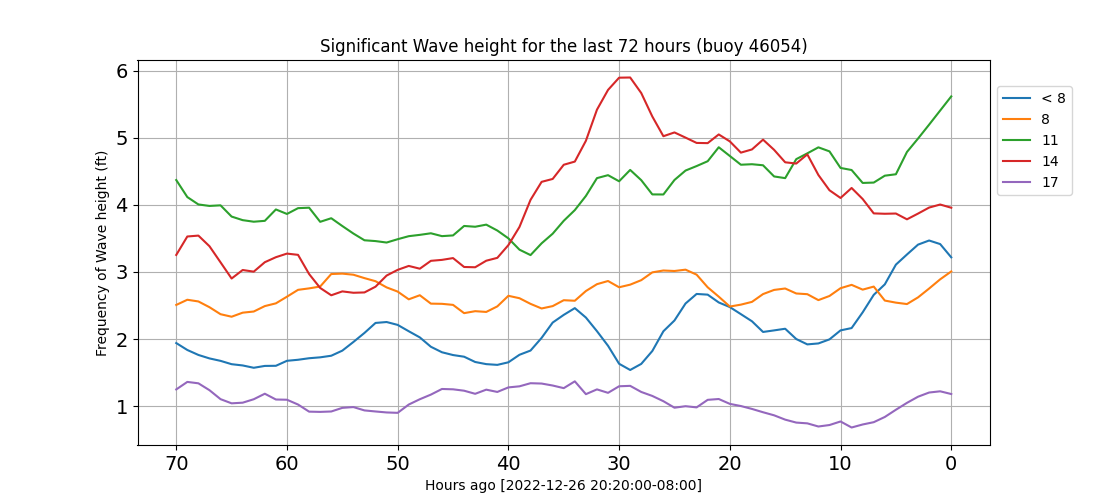 Significant Wave height for the last 72 hours (buoy 46054)
Frequency of Wave height (ft)
6
5
4
3
2
1
70 60 50 40 30 20 10 0
Hours ago [2022-12-26 20:20:00-08:00]
< 8
8
11
14
17